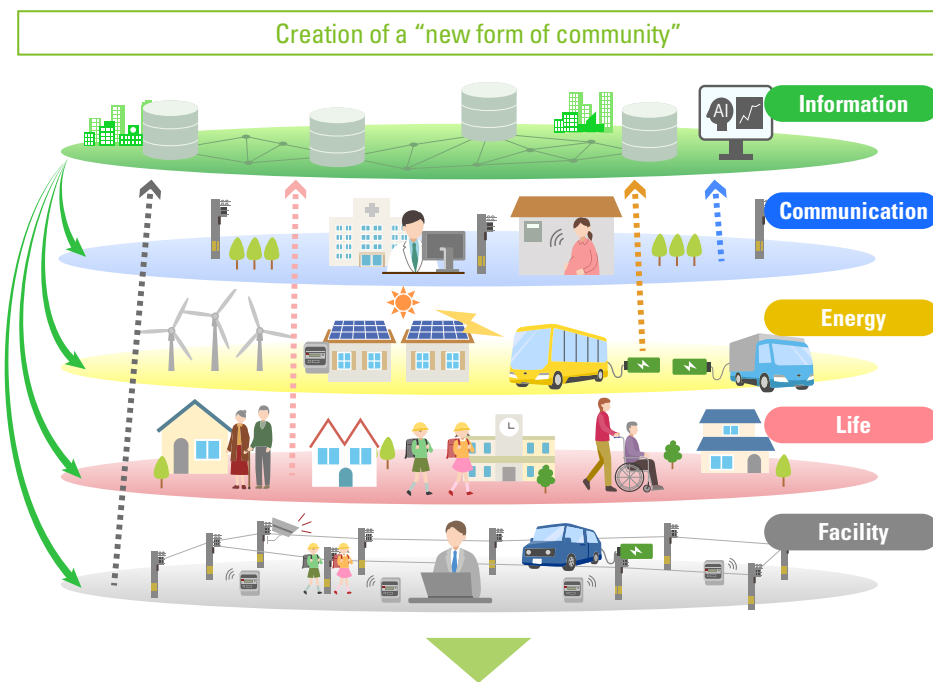 Creation of a “new form of community”
AI
Information
Communication
Energy
Life
Facility